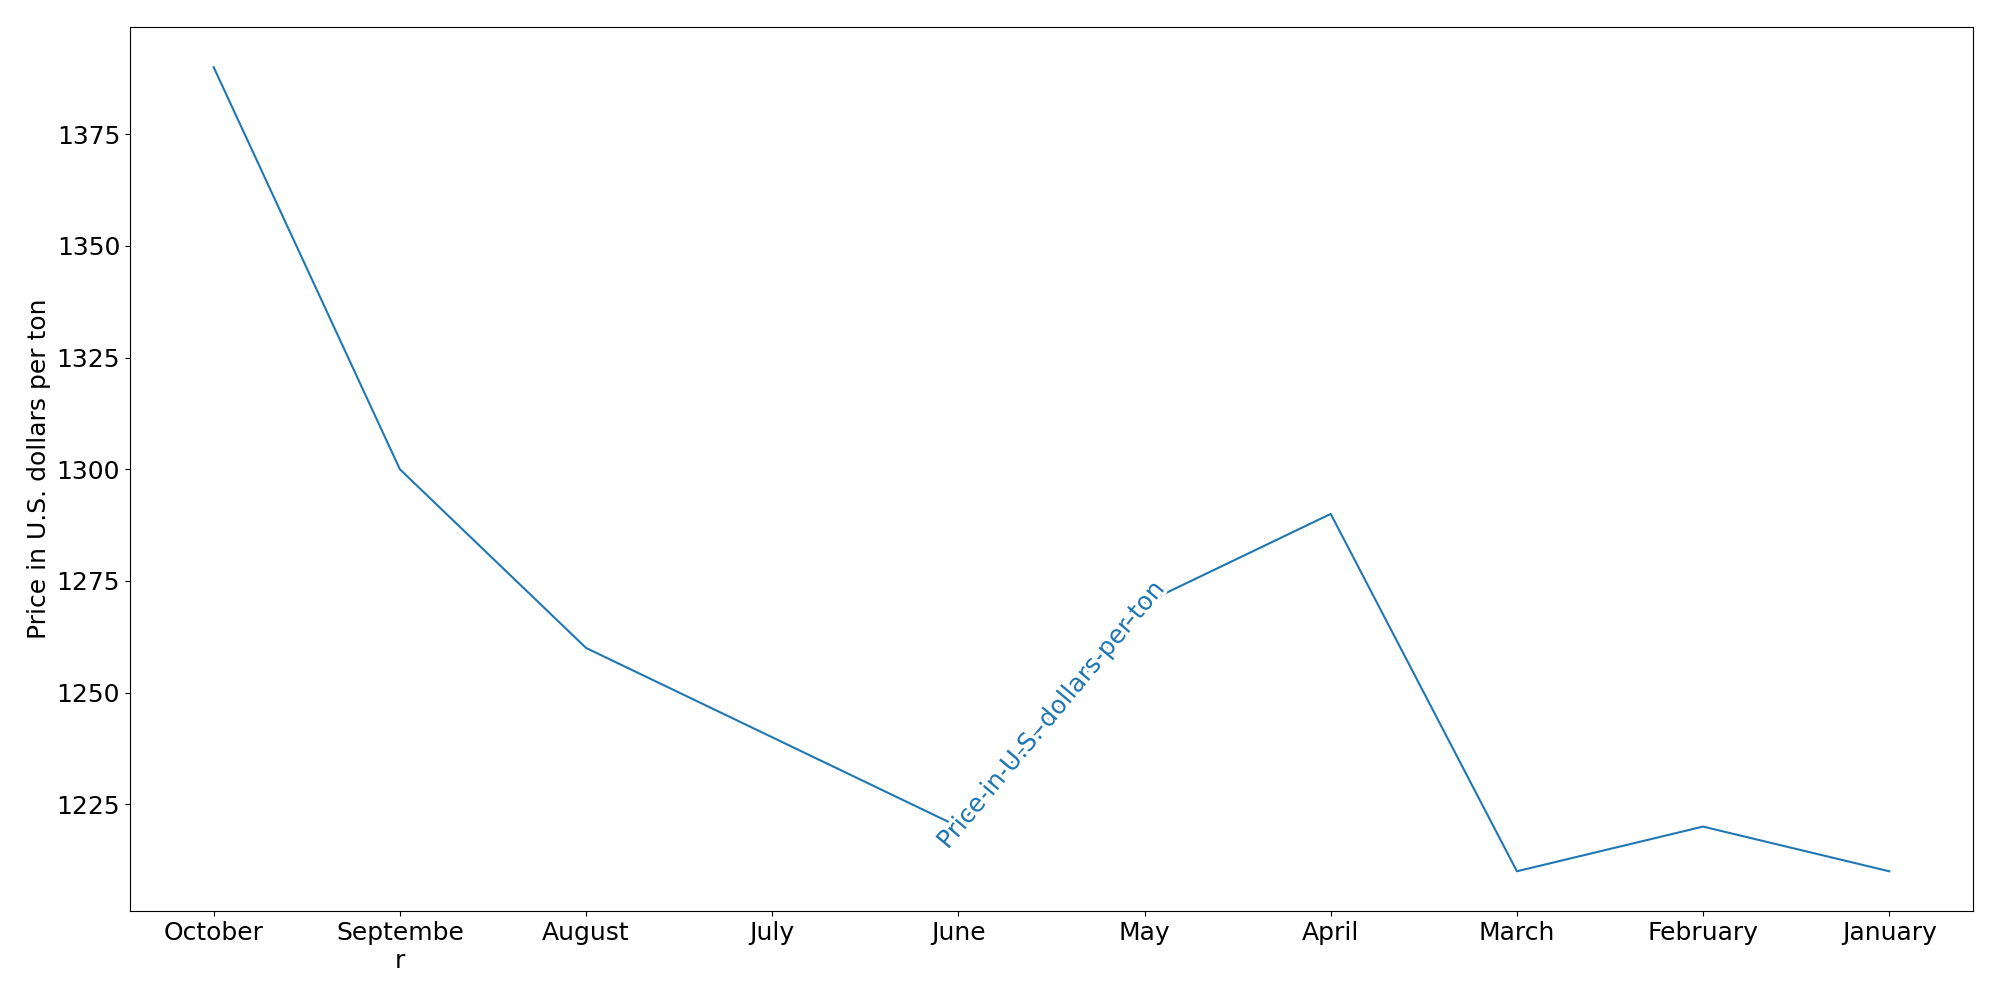 Price in U.S. dollars per ton
1375
1350
1325
1300
1275
1250
1225
Price-in-U.S.-dollars-per-ton
October
Septembe
r
August
July
June
May
April
March
February
January